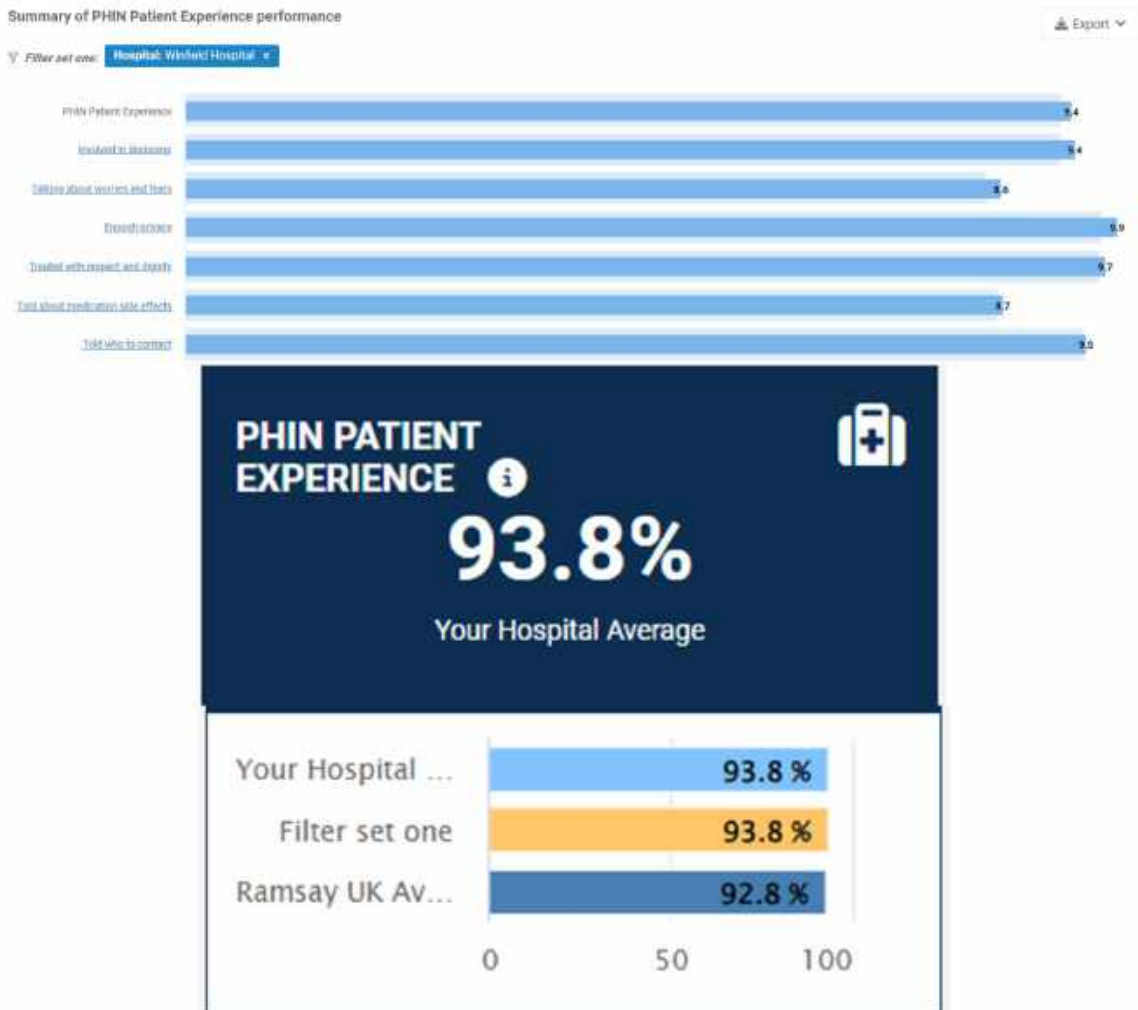 Summary of PHIN Patient Experience performance
Export
Filter set one: Hospital: Winfield Hospital ×
PHIN Patient Experience 9.4
Involved in decisions 9.4
Talking about worries and fears 8.6
Enough privacy 9.9
Treated with respect and dignity 9.7
Told about medication side effects 8.7
Told who to contact
PHIN PATIENT
EXPERIENCE i
93.8%
Your Hospital Average
Your Hospital ... 93.8 %
Filter set one 93.8 %
Ramsay UK Av... 92.8 %
0 50 100